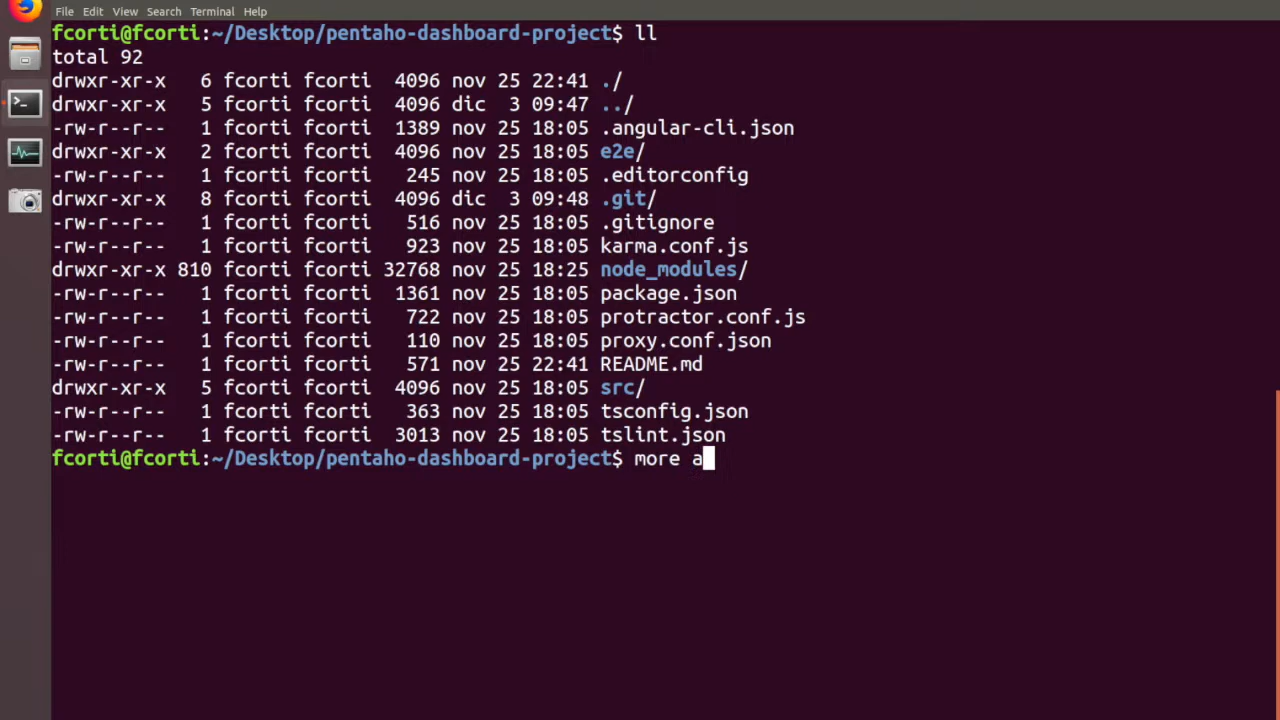 File Edit View Search Terminal Help
fcorti@fcorti:~/Desktop/pentaho-dashboard-project$ ll
total 92
drwxr-xr-x   6 fcorti fcorti  4096 nov 25 22:41 ./
drwxr-xr-x   5 fcorti fcorti  4096 dic  3 09:47 ../
-rw-r--r--   1 fcorti fcorti  1389 nov 25 18:05 .angular-cli.json
drwxr-xr-x   2 fcorti fcorti  4096 nov 25 18:05 e2e/
-rw-r--r--   1 fcorti fcorti   245 nov 25 18:05 .editorconfig
drwxr-xr-x   8 fcorti fcorti  4096 dic  3 09:48 .git/
-rw-r--r--   1 fcorti fcorti   516 nov 25 18:05 .gitignore
-rw-r--r--   1 fcorti fcorti   923 nov 25 18:05 karma.conf.js
drwxr-xr-x 810 fcorti fcorti 32768 nov 25 18:25 node_modules/
-rw-r--r--   1 fcorti fcorti  1361 nov 25 18:05 package.json
-rw-r--r--   1 fcorti fcorti   722 nov 25 18:05 protractor.conf.js
-rw-r--r--   1 fcorti fcorti   110 nov 25 18:05 proxy.conf.json
-rw-r--r--   1 fcorti fcorti   571 nov 25 22:41 README.md
drwxr-xr-x   5 fcorti fcorti  4096 nov 25 18:05 src/
-rw-r--r--   1 fcorti fcorti   363 nov 25 18:05 tsconfig.json
-rw-r--r--   1 fcorti fcorti  3013 nov 25 18:05 tslint.json
fcorti@fcorti:~/Desktop/pentaho-dashboard-project$ more a